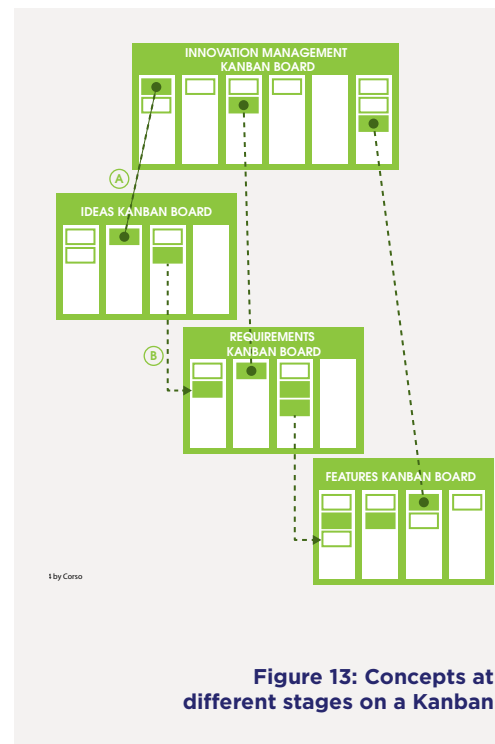 INNOVATION MANAGEMENT
KANBAN BOARD
A
IDEAS KANBAN BOARD
REQUIREMENTS
KANBAN BOARD
B
FEATURES KANBAN BOARD
by Corso
Figure 13: Concepts at
different stages on a Kanban